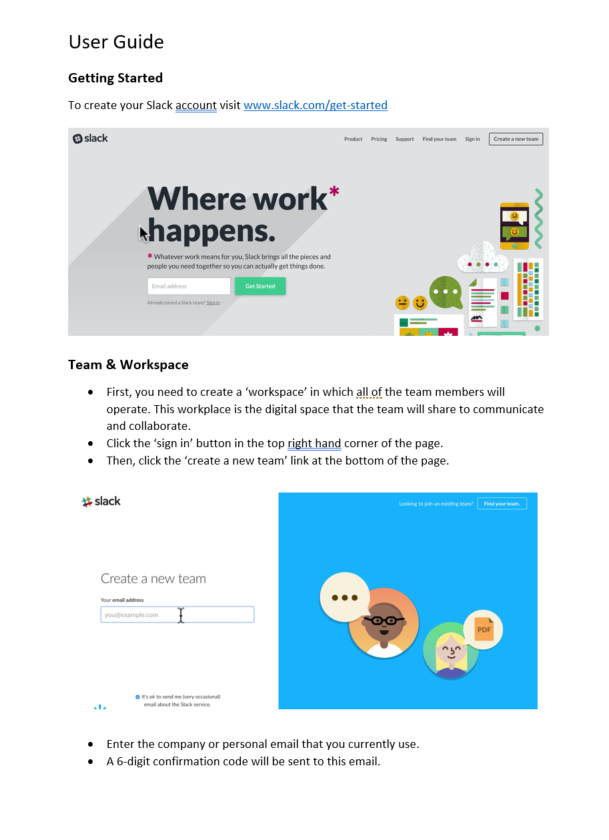 User Guide
Getting Started
To create your Slack account visit www.slack.com/get-started
slack
Product Pricing Support Find your team Sign in Create a new team
Where work*
happens.
* Whatever work means for you, Slack brings all the pieces and
people you need together so you can actually get things done.
Email address Get Started
Already joined a Slack team? Sign in
Team & Workspace
• First, you need to create a ‘workspace’ in which all of the team members will
operate. This workplace is the digital space that the team will share to communicate
and collaborate.
• Click the ‘sign in’ button in the top right hand corner of the page.
• Then, click the ‘create a new team’ link at the bottom of the page.
slack
Looking to join an existing team? Find your team.
Create a new team
Your email address
you@example.com
PDF
It's ok to send me (very occasional)
email about the Slack service.
• Enter the company or personal email that you currently use.
• A 6-digit confirmation code will be sent to this email.